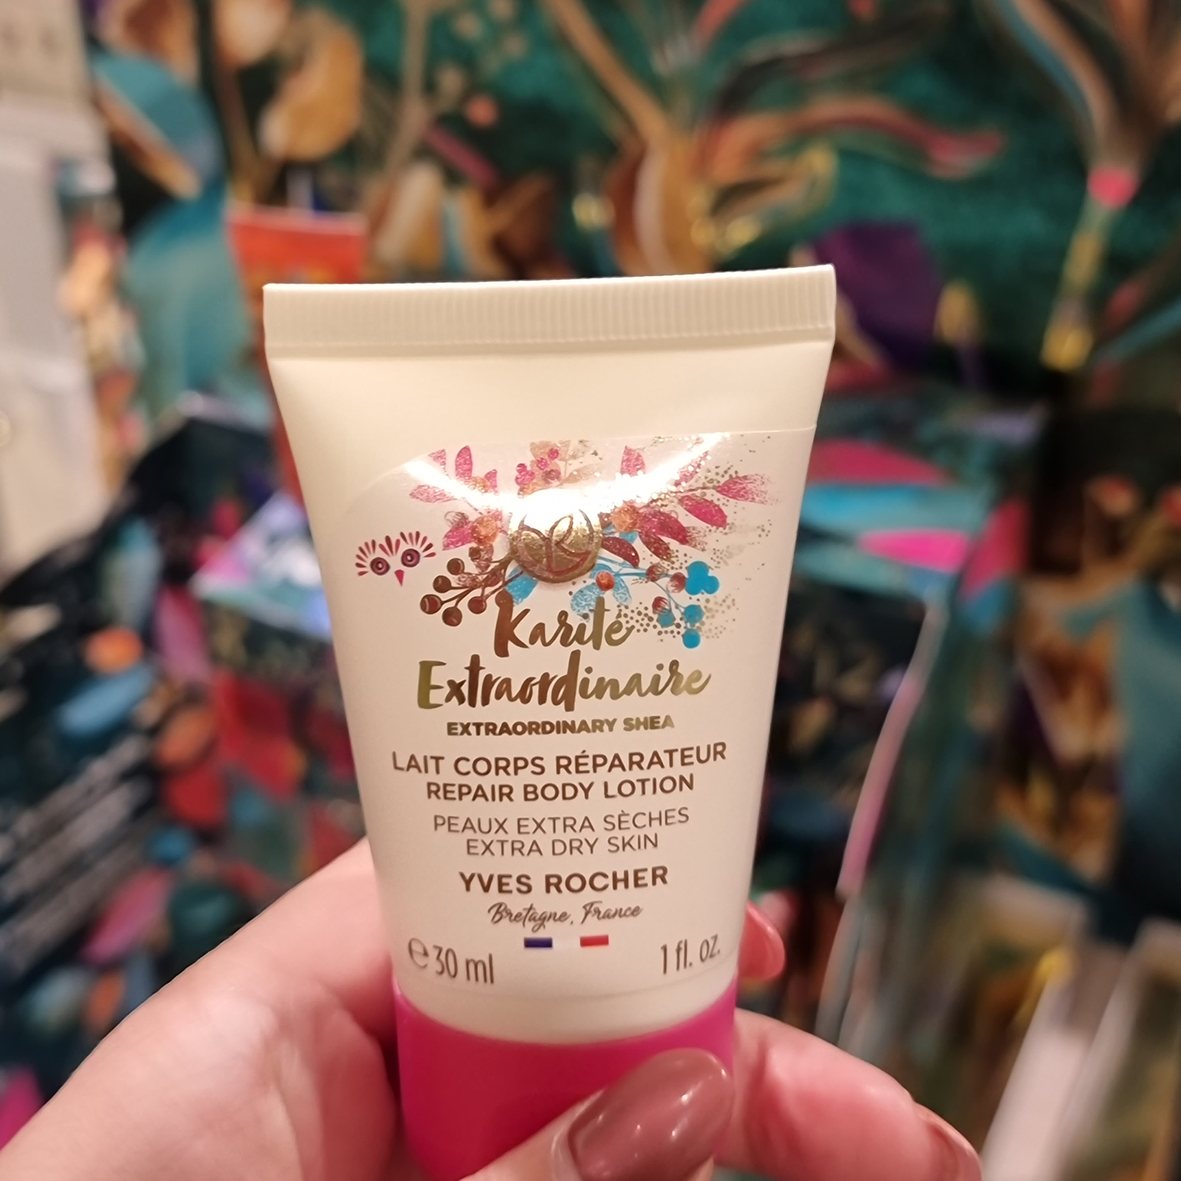 Karité
Extraordinaire
EXTRAORDINARY SHEA
LAIT CORPS RÉPARATEUR
REPAIR BODY LOTION
PEAUX EXTRA SÈCHES
EXTRA DRY SKIN
YVES ROCHER
Bretagne, France
℮ 30 ml 1 fl. oz.